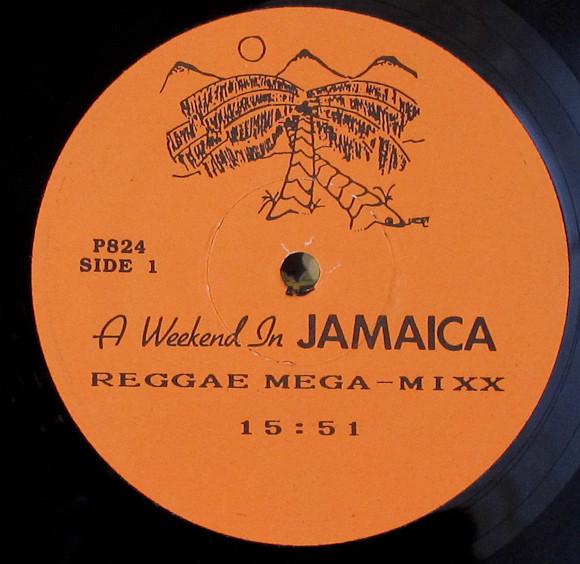 P824
SIDE 1
A Weekend In JAMAICA
REGGAE MEGA-MIXX
15:51